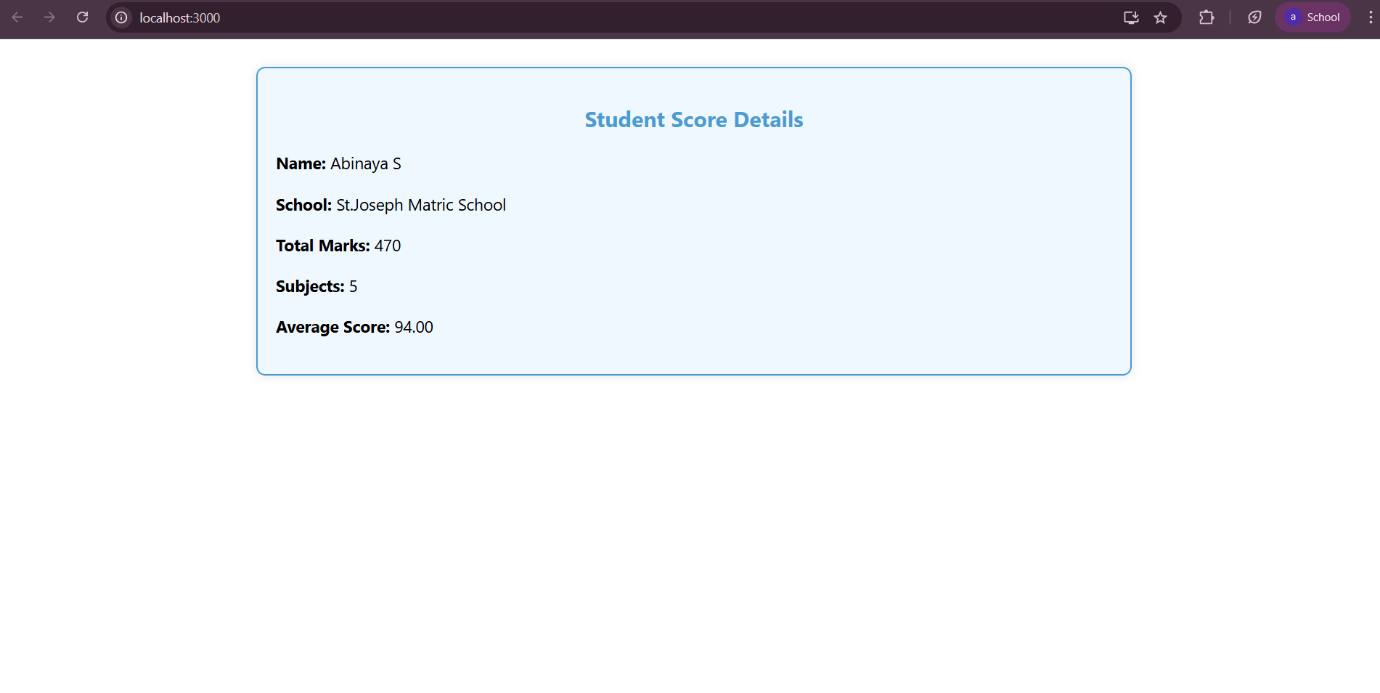 localhost:3000
a School
Student Score Details
Name: Abinaya S
School: St.Joseph Matric School
Total Marks: 470
Subjects: 5
Average Score: 94.00